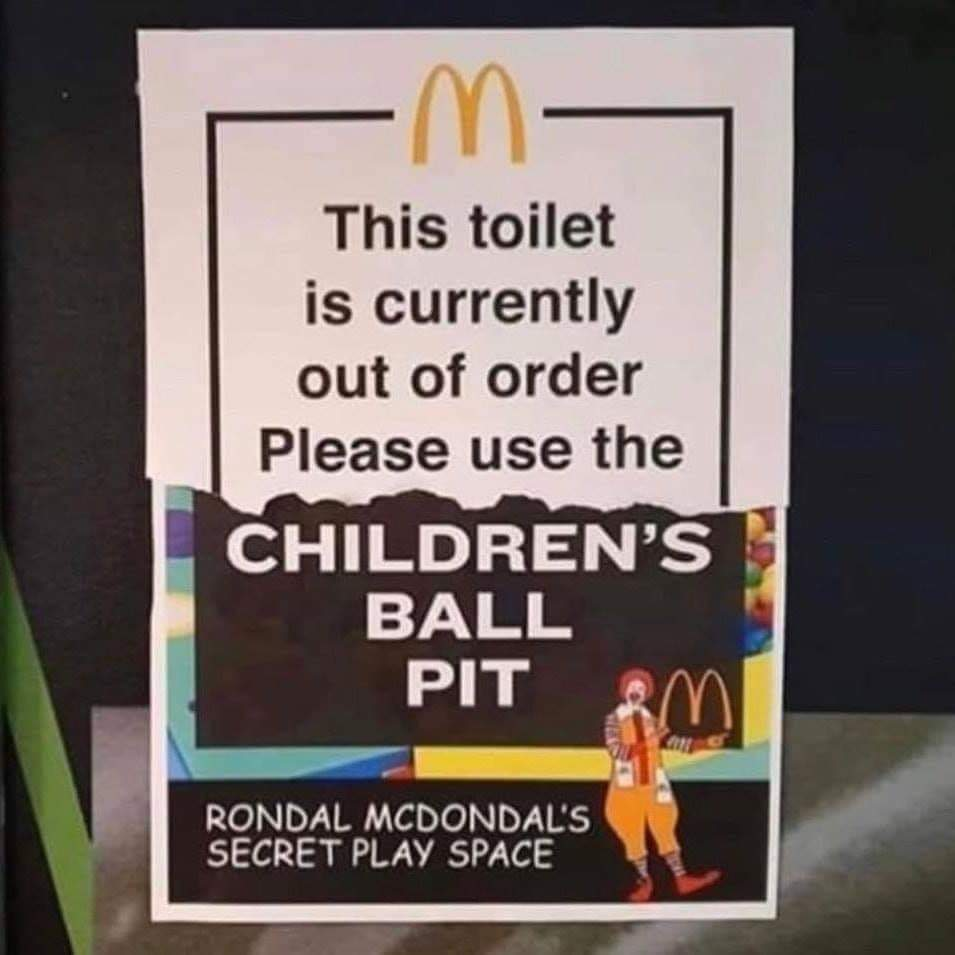 This toilet
is currently
out of order
Please use the
CHILDREN'S
BALL
PIT
RONDAL MCDONDAL'S
SECRET PLAY SPACE